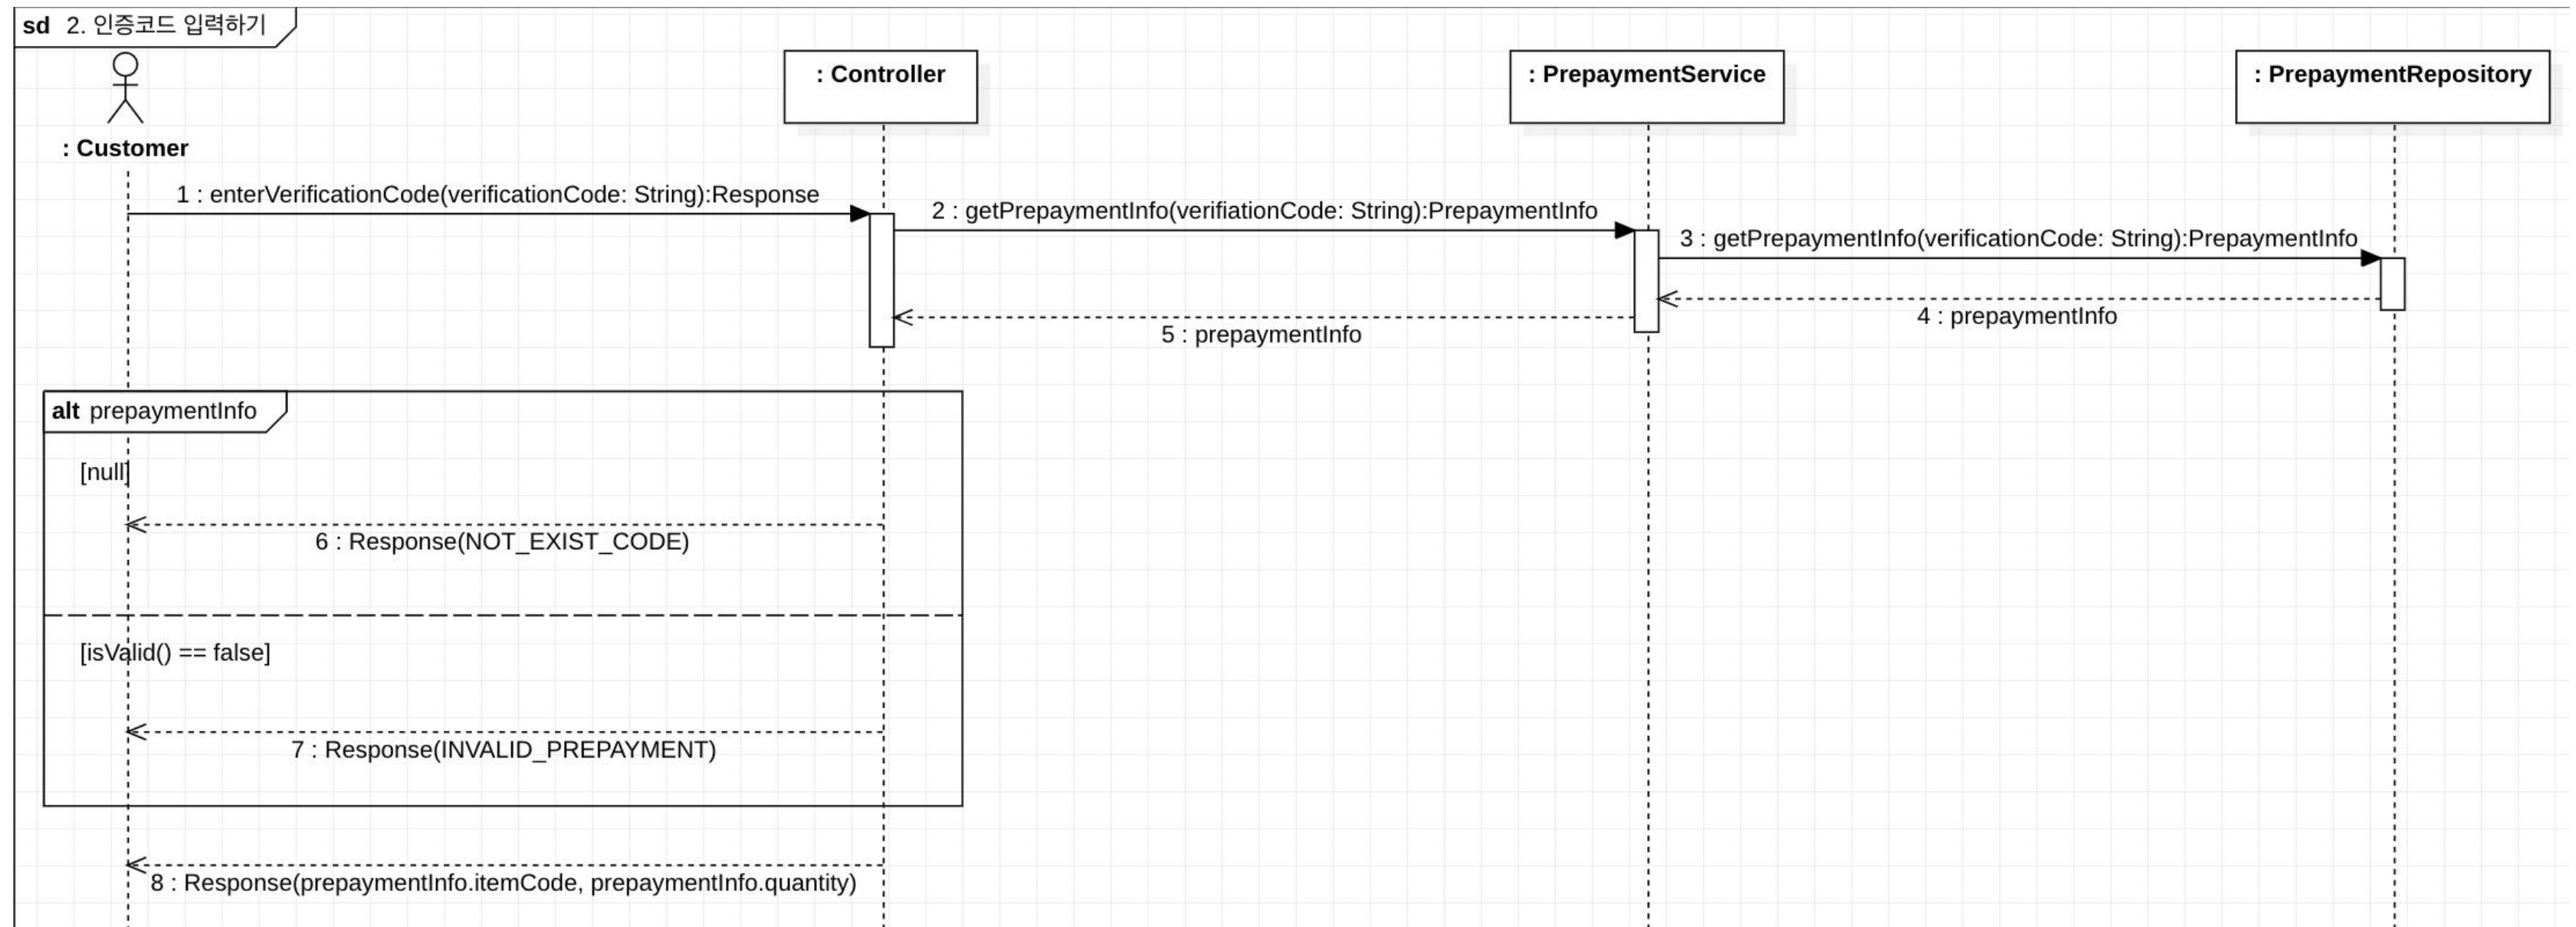 sd 2. 인증코드 입력하기
: Customer
: Controller
: PrepaymentService
: PrepaymentRepository
1 : enterVerificationCode(verificationCode: String):Response
2 : getPrepaymentInfo(verifiationCode: String):PrepaymentInfo
3 : getPrepaymentInfo(verificationCode: String):PrepaymentInfo
4 : prepaymentInfo
5 : prepaymentInfo
alt prepaymentInfo
[null]
6 : Response(NOT_EXIST_CODE)
[isValid() == false]
7 : Response(INVALID_PREPAYMENT)
8 : Response(prepaymentInfo.itemCode, prepaymentInfo.quantity)